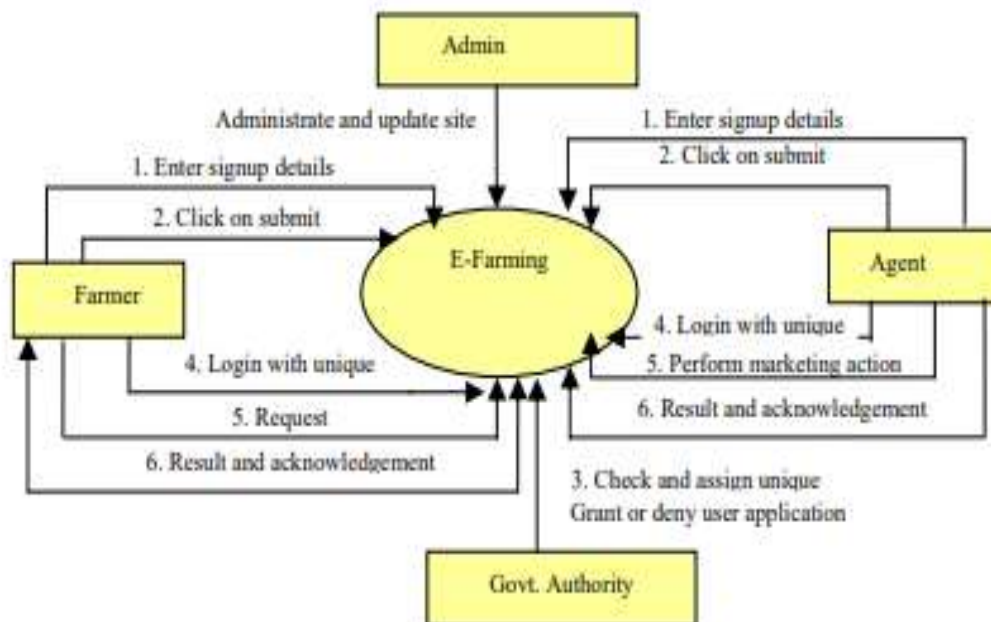 Admin
Administrate and update site
1. Enter signup details
2. Click on submit
1. Enter signup details
2. Click on submit
E-Farming
Farmer
Agent
4. Login with unique
5. Request
6. Result and acknowledgement
4. Login with unique
5. Perform marketing action
6. Result and acknowledgement
3. Check and assign unique
Grant or deny user application
Govt. Authority